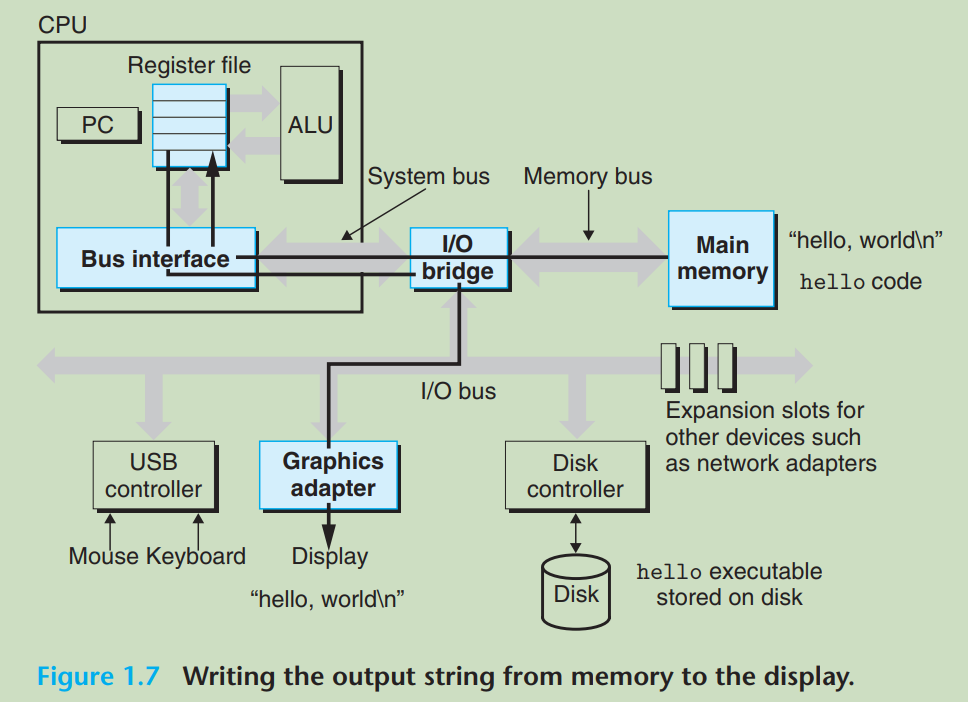 CPU
Register file
PC
ALU
System bus
Memory bus
Bus interface
I/O
bridge
Main
memory
“hello, world\n”
hello code
I/O bus
Expansion slots for
other devices such
as network adapters
USB
controller
Graphics
adapter
Disk
controller
Mouse Keyboard
Display
“hello, world\n”
Disk
hello executable
stored on disk
Figure 1.7 Writing the output string from memory to the display.